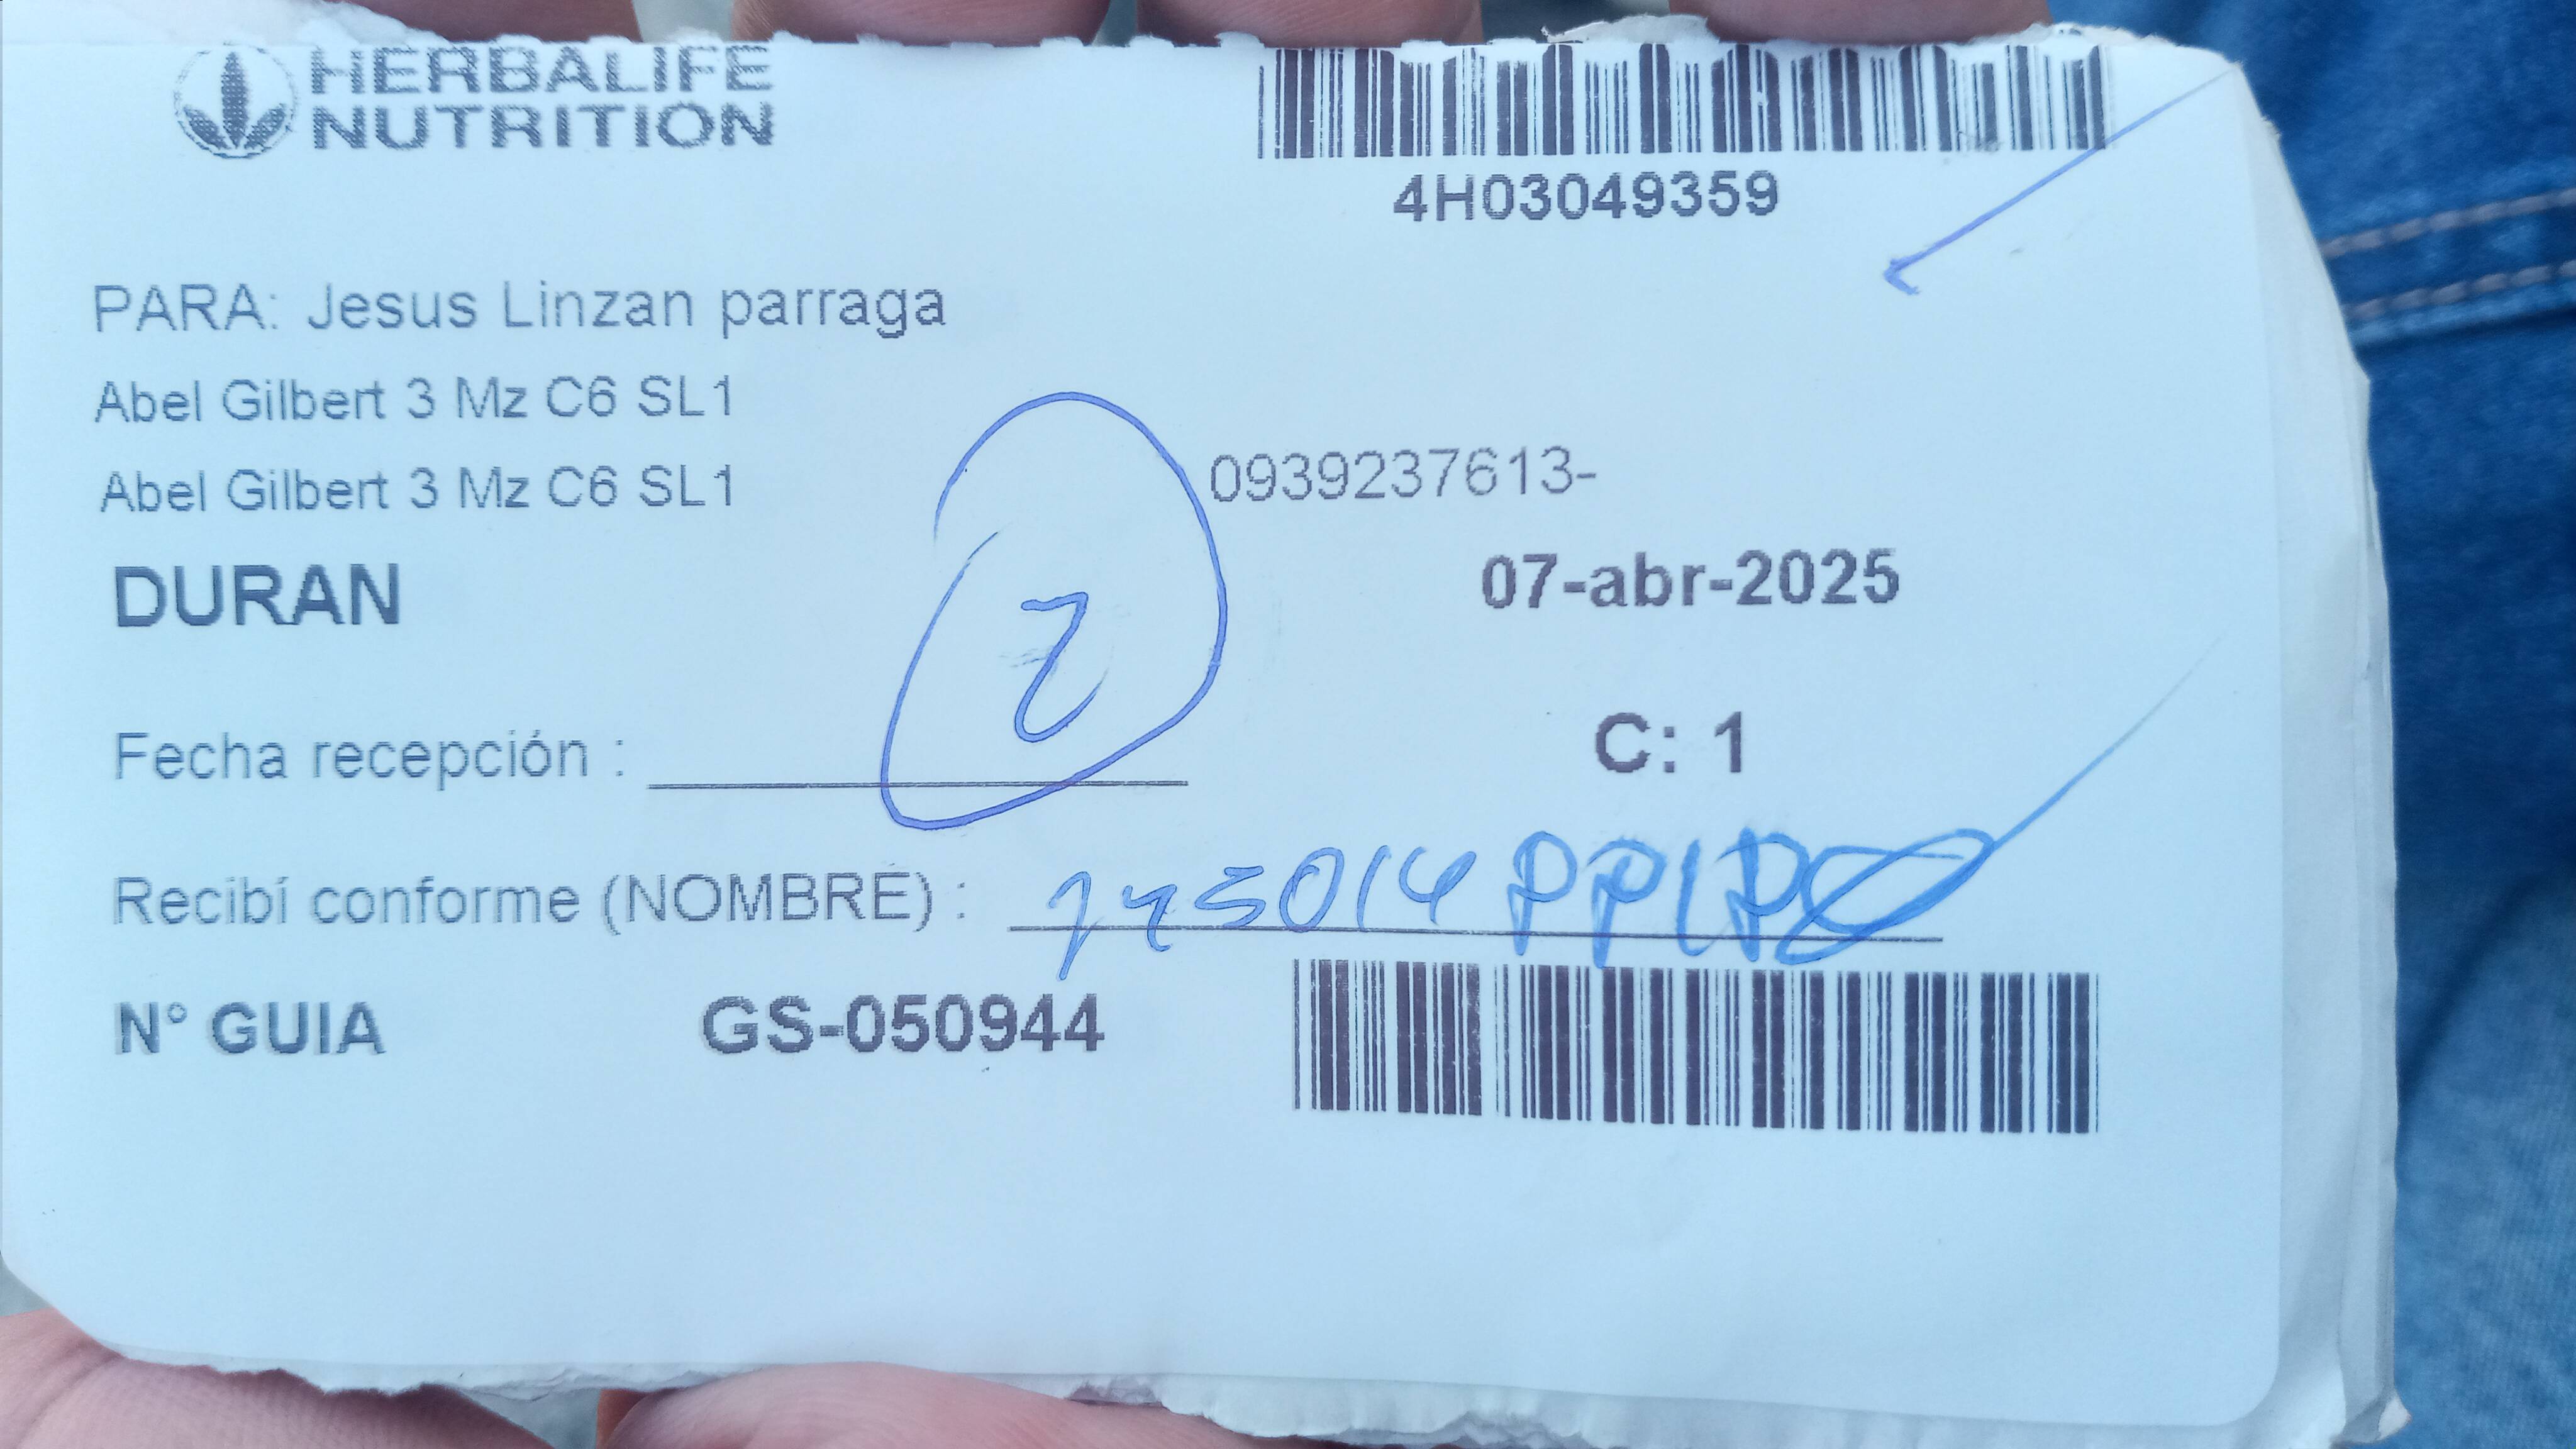 HERBALIFE
NUTRITION
4H03049359
PARA: Jesus Linzan parraga
Abel Gilbert 3 Mz C6 SL1
Abel Gilbert 3 Mz C6 SL1
0939237613-
DURAN
07-abr-2025
2
Fecha recepción :
C: 1
Recibí conforme (NOMBRE) :
N° GUIA
GS-050944